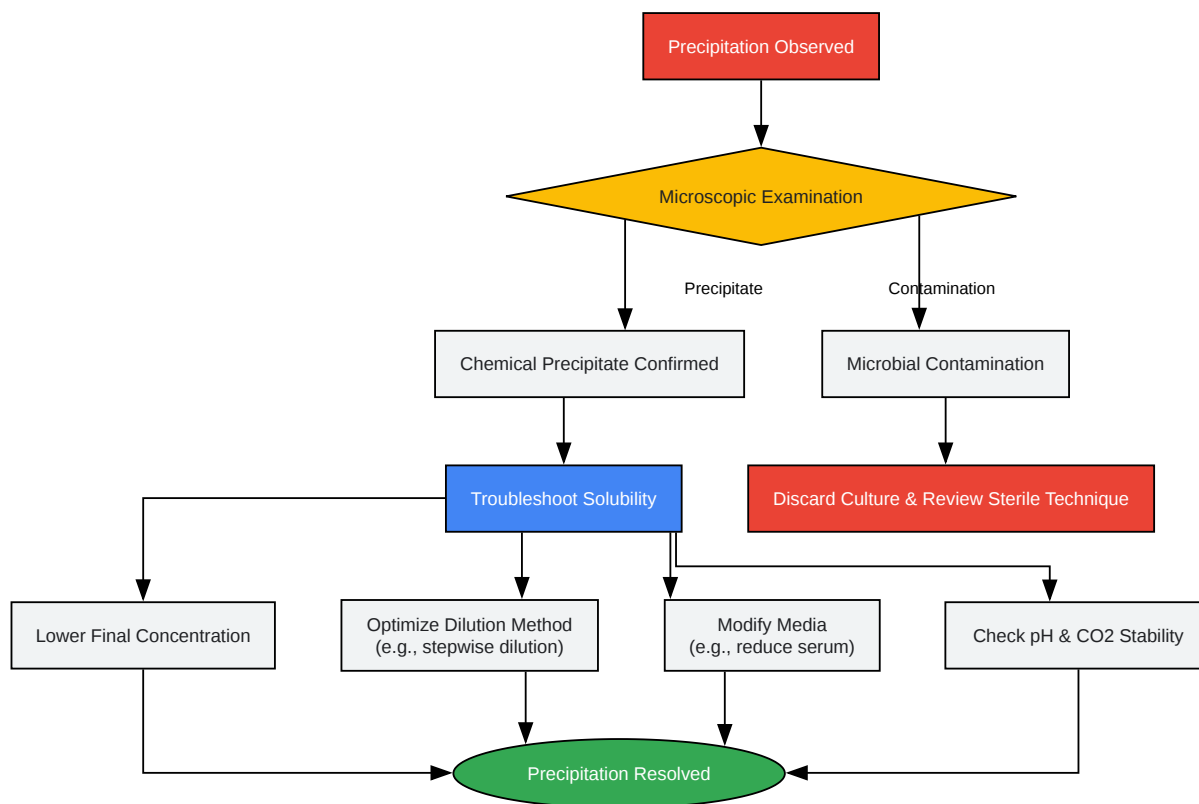 Precipitation Observed
Microscopic Examination
Precipitate
Contamination
Chemical Precipitate Confirmed
Microbial Contamination
Troubleshoot Solubility
Discard Culture & Review Sterile Technique
Lower Final Concentration
Optimize Dilution Method
(e.g., stepwise dilution)
Modify Media
(e.g., reduce serum)
Check pH & CO2 Stability
Precipitation Resolved